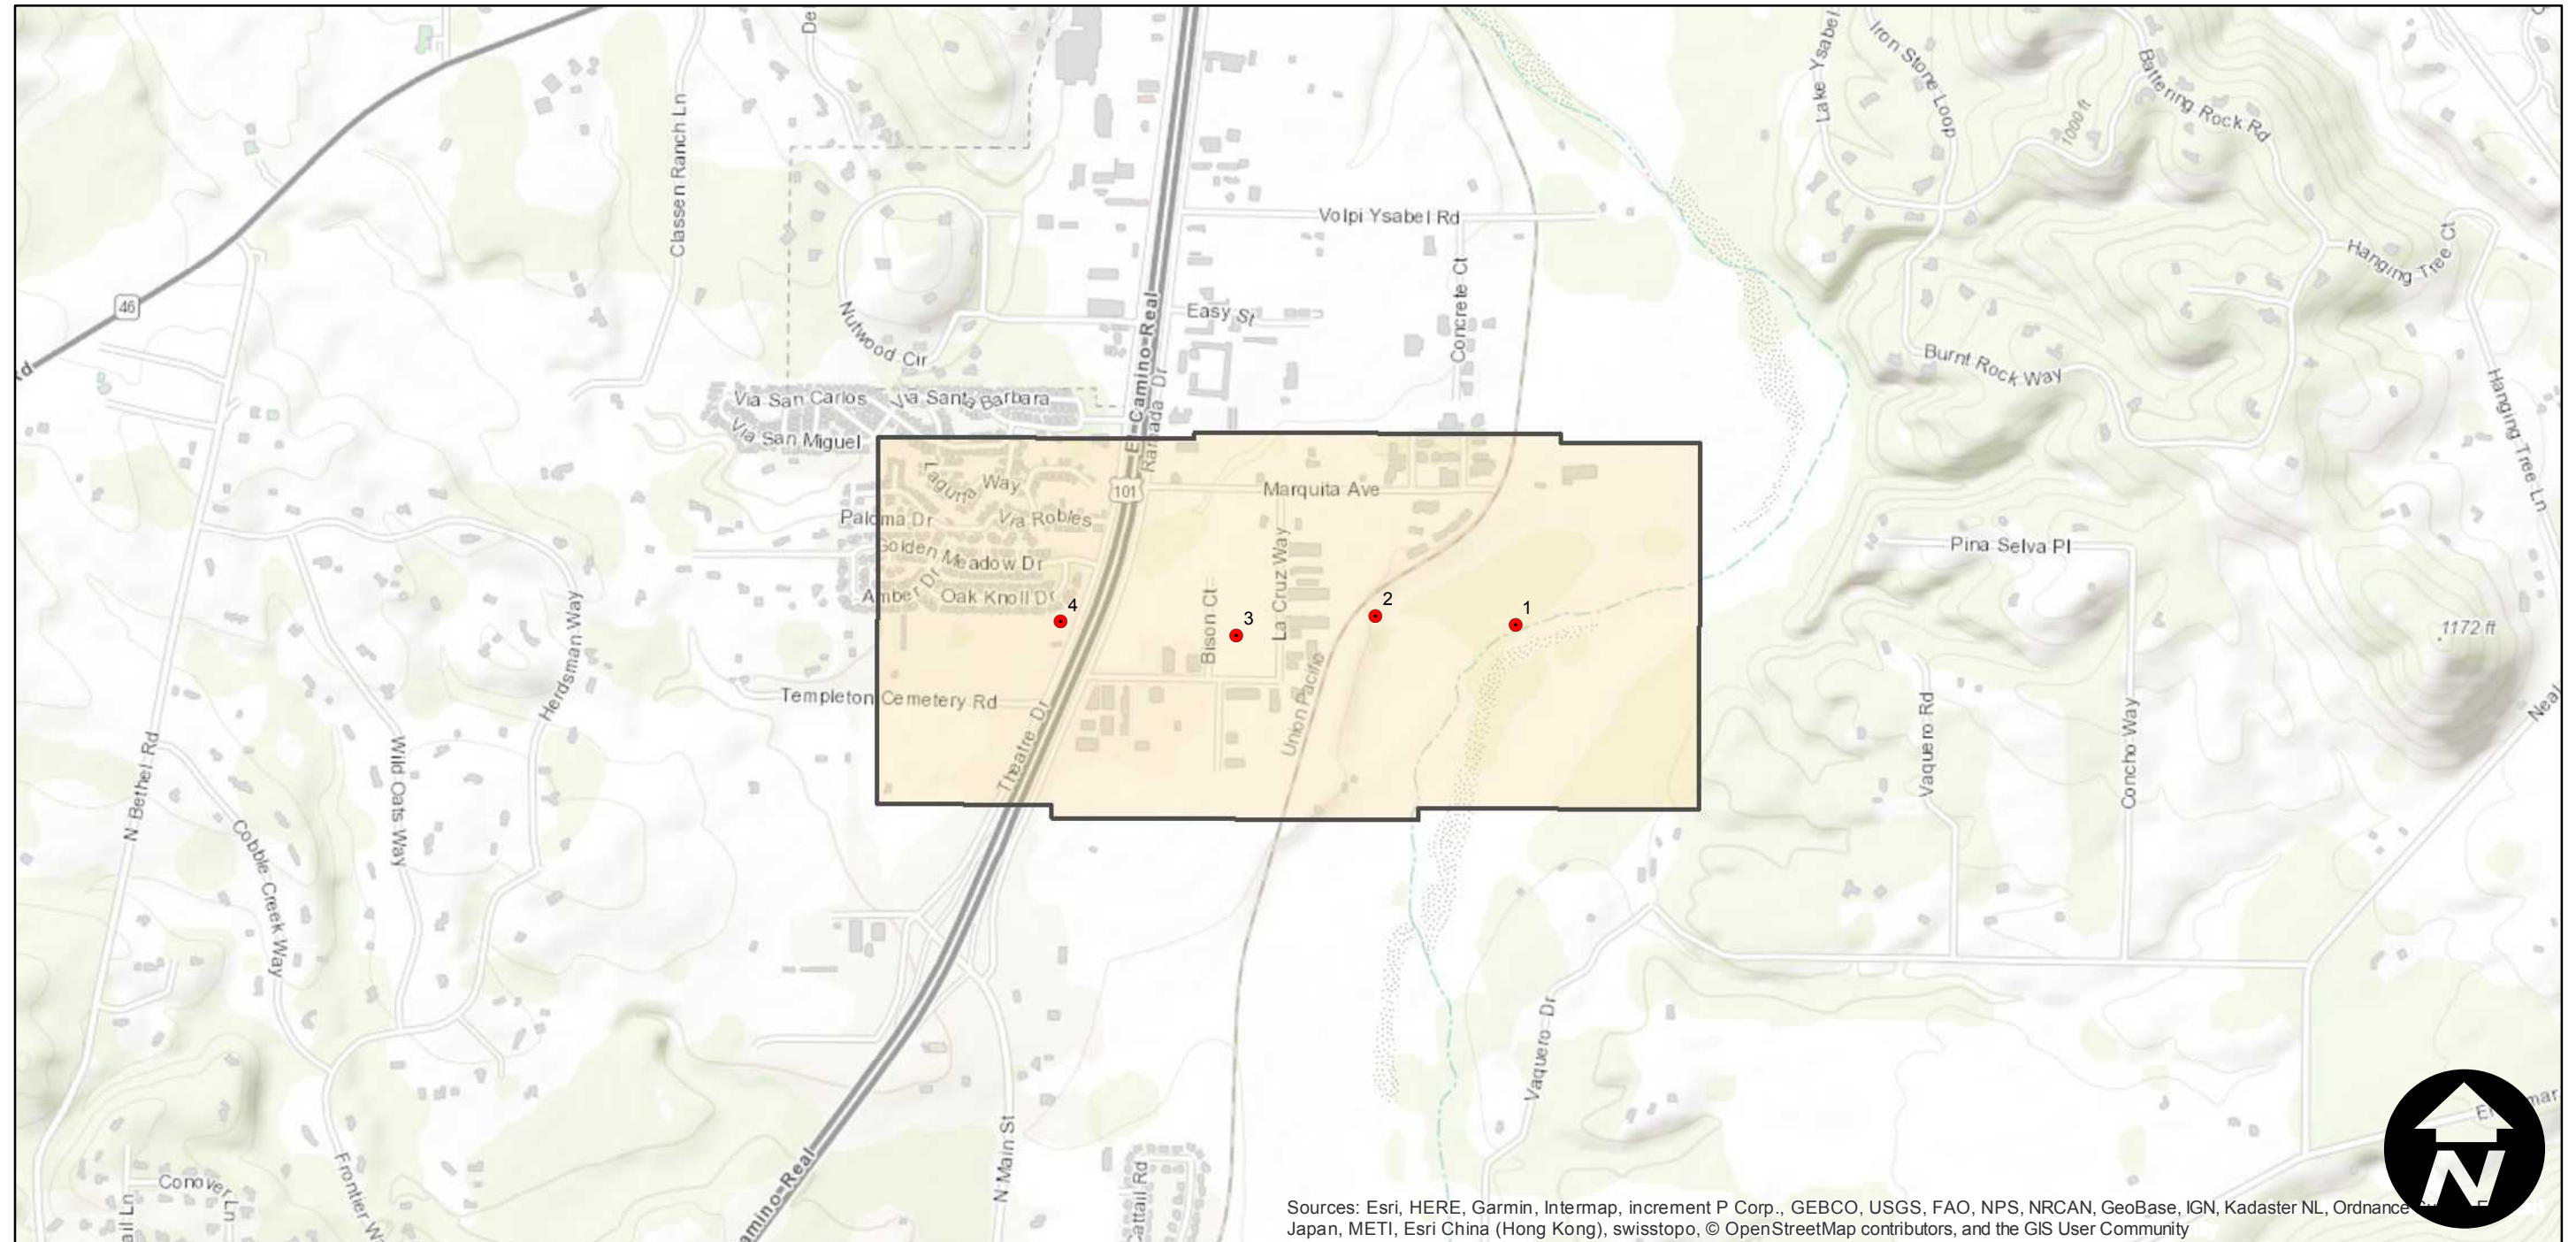 De
Classen Ranch Ln
Lake Ysabel
Iron Stone Loop
Battering Rock Rd
1000 ft
Volpi Ysabel Rd
Hanging Tree Ct
Concrete Ct
46
Nutwood Cir
El Camino Real
Easy St
Ramada Dr
Burnt Rock Way
Hanging Tree Ln
Via San Carlos
Via Santa Barbara
Via San Miguel
Laguna Way
101
Marquita Ave
Paloma Dr
Via Robles
Golden Meadow Dr
Amber Dr
Oak Knoll Dr
La Cruz Way
Bison Ct
Pina Selva Pl
4
3
2
1
1172 ft
Herdsman Way
Templeton Cemetery Rd
Theatre Dr
Union Pacific
Vaquero Rd
Concho Way
Neal
N Bethel Rd
Wild Oats Way
Cobble Creek Way
Vaquero Dr
N Main St
amino Real
attail Rd
Conover Ln
ail Ln
Frontier W
mar
N
Sources: Esri, HERE, Garmin, Intermap, increment P Corp., GEBCO, USGS, FAO, NPS, NRCAN, GeoBase, IGN, Kadaster NL, Ordnance
Japan, METI, Esri China (Hong Kong), swisstopo, © OpenStreetMap contributors, and the GIS User Community